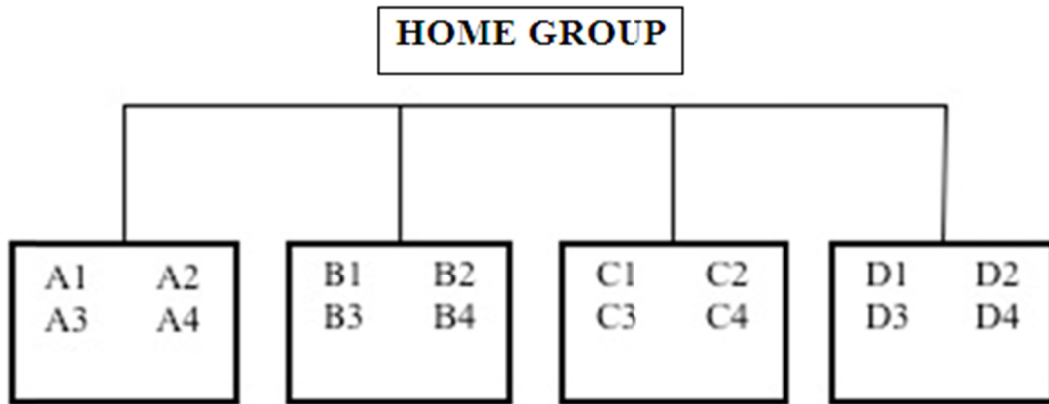 HOME GROUP
A1 A2
A3 A4
B1 B2
B3 B4
C1 C2
C3 C4
D1 D2
D3 D4